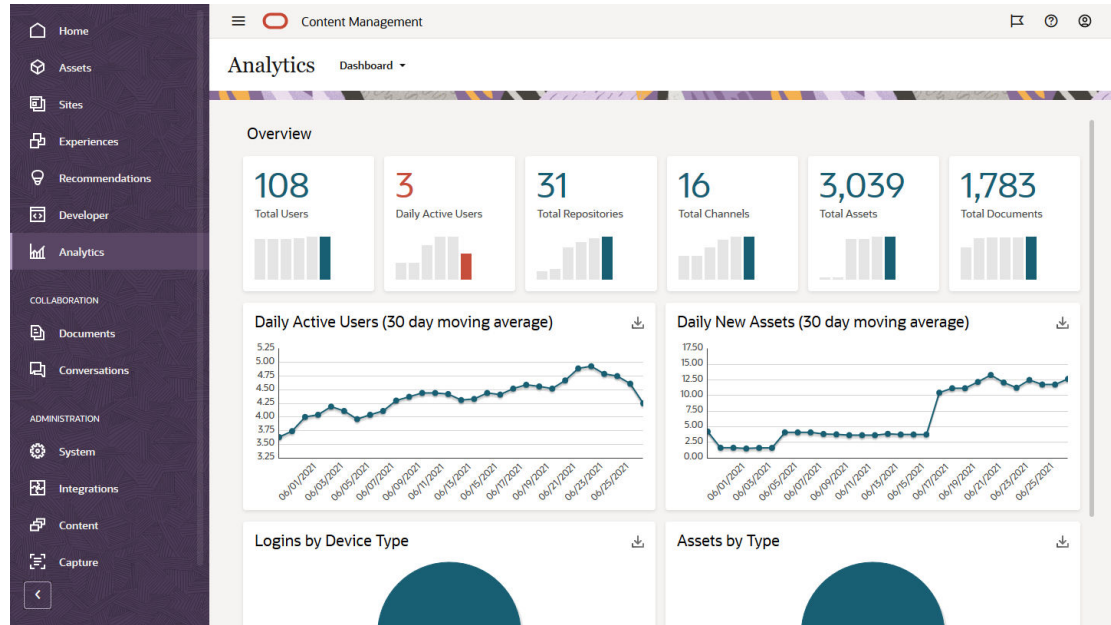 Home
Assets
Sites
Experiences
Recommendations
Developer
Analytics
COLLABORATION
Documents
Conversations
ADMINISTRATION
System
Integrations
Content
Capture
Content Management
Analytics Dashboard
Overview
108
Total Users
3
Daily Active Users
31
Total Repositories
16
Total Channels
3,039
Total Assets
1,783
Total Documents
Daily Active Users (30 day moving average)
5.25
5.00
4.75
4.50
4.25
4.00
3.75
3.50
3.25
06/01/2021
06/03/2021
06/05/2021
06/07/2021
06/09/2021
06/11/2021
06/13/2021
06/15/2021
06/17/2021
06/19/2021
06/21/2021
06/23/2021
06/25/2021
Daily New Assets (30 day moving average)
17.50
15.00
12.50
10.00
7.50
5.00
2.50
0.00
06/01/2021
06/03/2021
06/05/2021
06/07/2021
06/09/2021
06/11/2021
06/13/2021
06/15/2021
06/17/2021
06/19/2021
06/21/2021
06/23/2021
06/25/2021
Logins by Device Type
Assets by Type